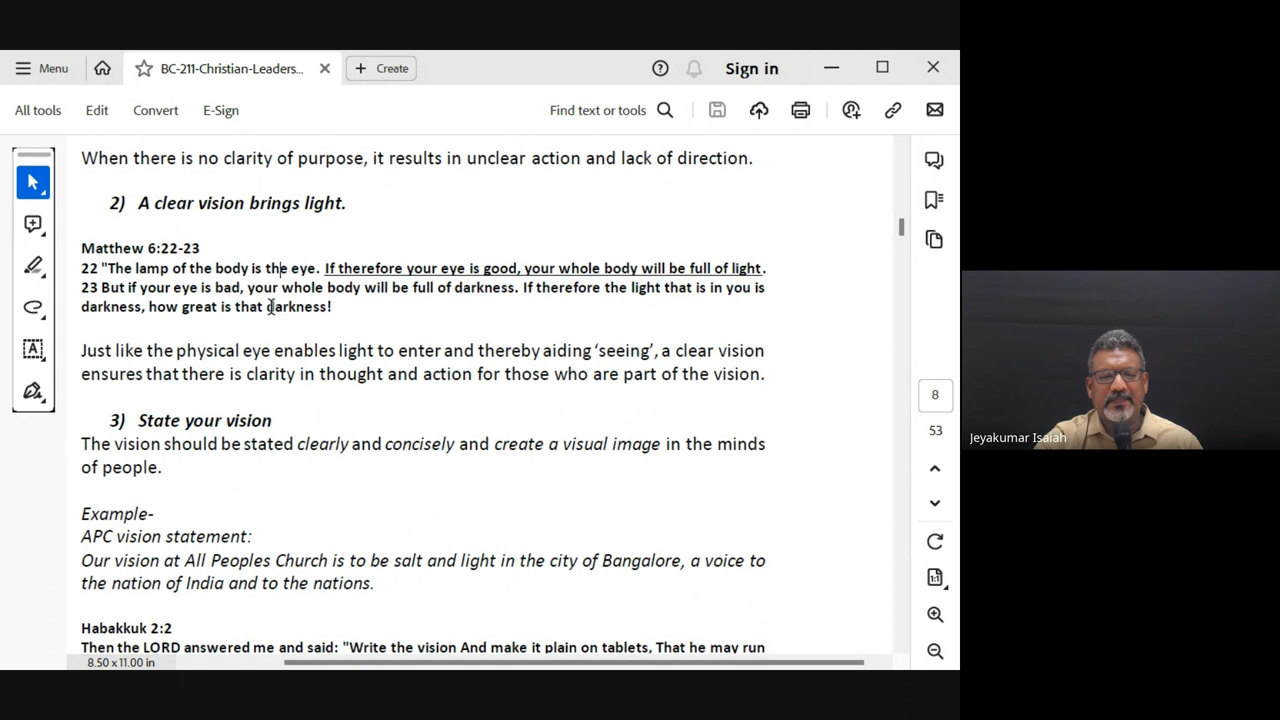 Menu
BC-211-Christian-Leaders...
Create
Sign in
All tools
Edit
Convert
E-Sign
Find text or tools
When there is no clarity of purpose, it results in unclear action and lack of direction.
2) A clear vision brings light.
Matthew 6:22-23
22 "The lamp of the body is the eye. If therefore your eye is good, your whole body will be full of light.
23 But if your eye is bad, your whole body will be full of darkness. If therefore the light that is in you is
darkness, how great is that darkness!
Just like the physical eye enables light to enter and thereby aiding ‘seeing’, a clear vision
ensures that there is clarity in thought and action for those who are part of the vision.
3) State your vision
The vision should be stated clearly and concisely and create a visual image in the minds
of people.
Example-
APC vision statement:
Our vision at All Peoples Church is to be salt and light in the city of Bangalore, a voice to
the nation of India and to the nations.
Habakkuk 2:2
Then the LORD answered me and said: "Write the vision And make it plain on tablets, That he may run
8.50 x 11.00 in
8
53
1:1
Jeyakumar Isaiah